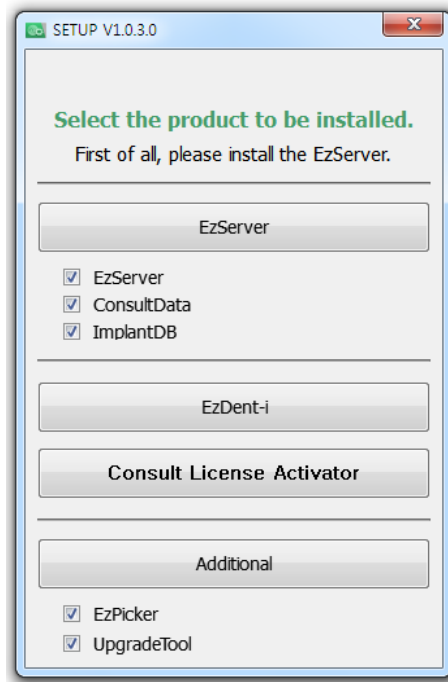 SETUP V1.0.3.0
Select the product to be installed.
First of all, please install the EzServer.
EzServer
EzServer
ConsultData
ImplantDB
EzDent-i
Consult License Activator
Additional
EzPicker
UpgradeTool